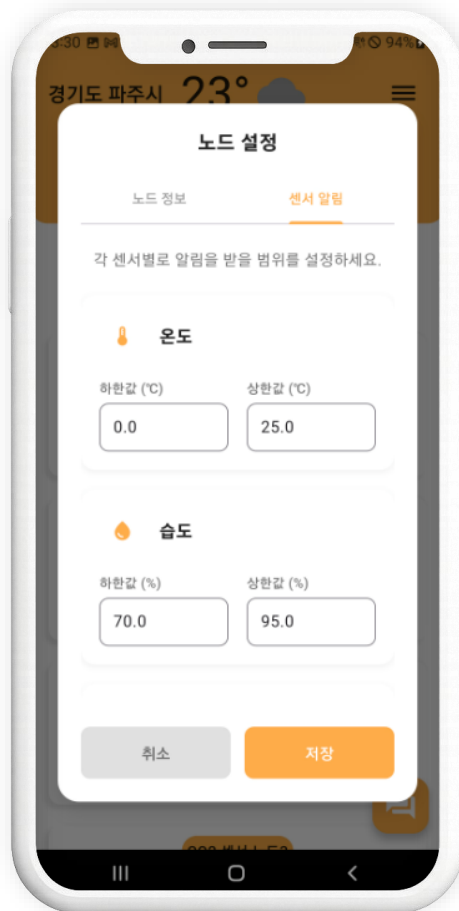 3:30
94%
경기도 파주시 23°
노드 설정
노드 정보 센서 알림
각 센서별로 알림을 받을 범위를 설정하세요.
온도
하한값 (℃) 상한값 (℃)
0.0 25.0
습도
하한값 (%) 상한값 (%)
70.0 95.0
취소 저장